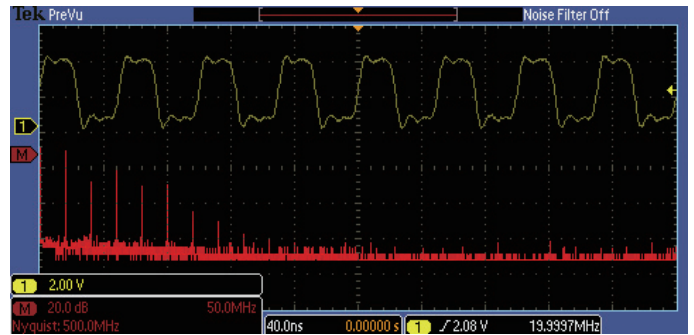 Tek PreVu
Noise Filter Off
1
M
1 2.00 V
M 20.0 dB 50.0MHz
Nyquist: 500.0MHz
40.0ns 0.00000 s
1 2.08 V 19.9997MHz